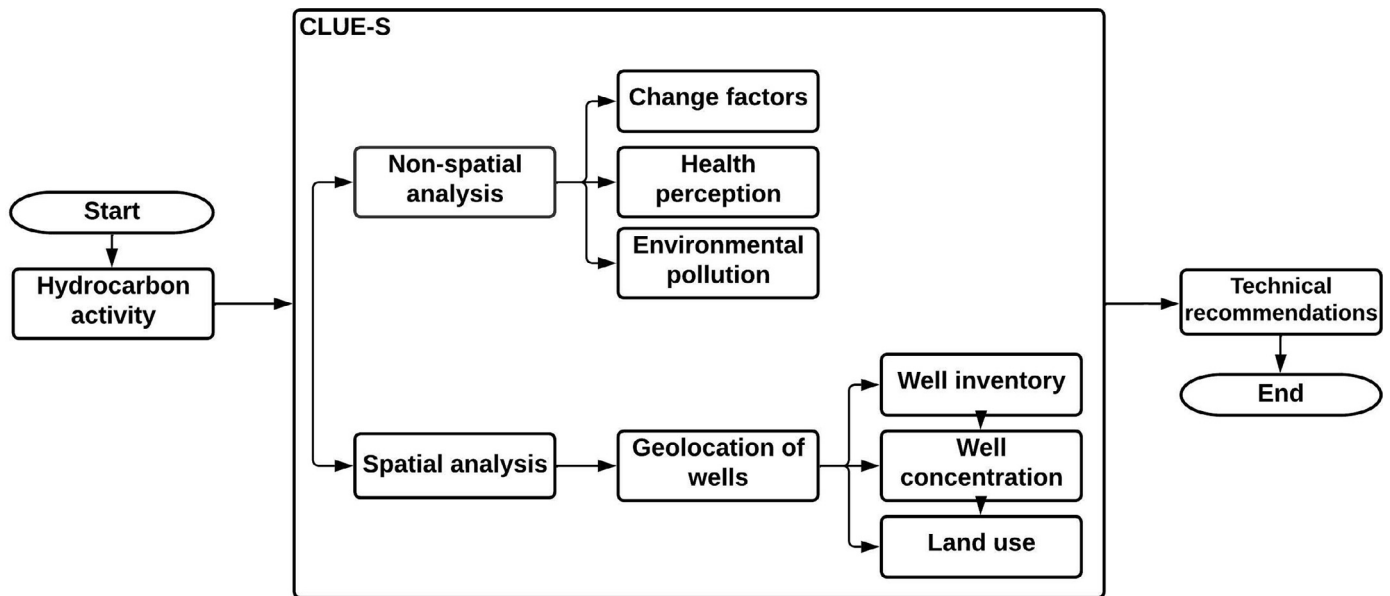 CLUE-S
Start
Hydrocarbon
activity
Non-spatial
analysis
Change factors
Health
perception
Environmental
pollution
Spatial analysis
Geolocation of
wells
Well inventory
Well
concentration
Land use
Technical
recommendations
End